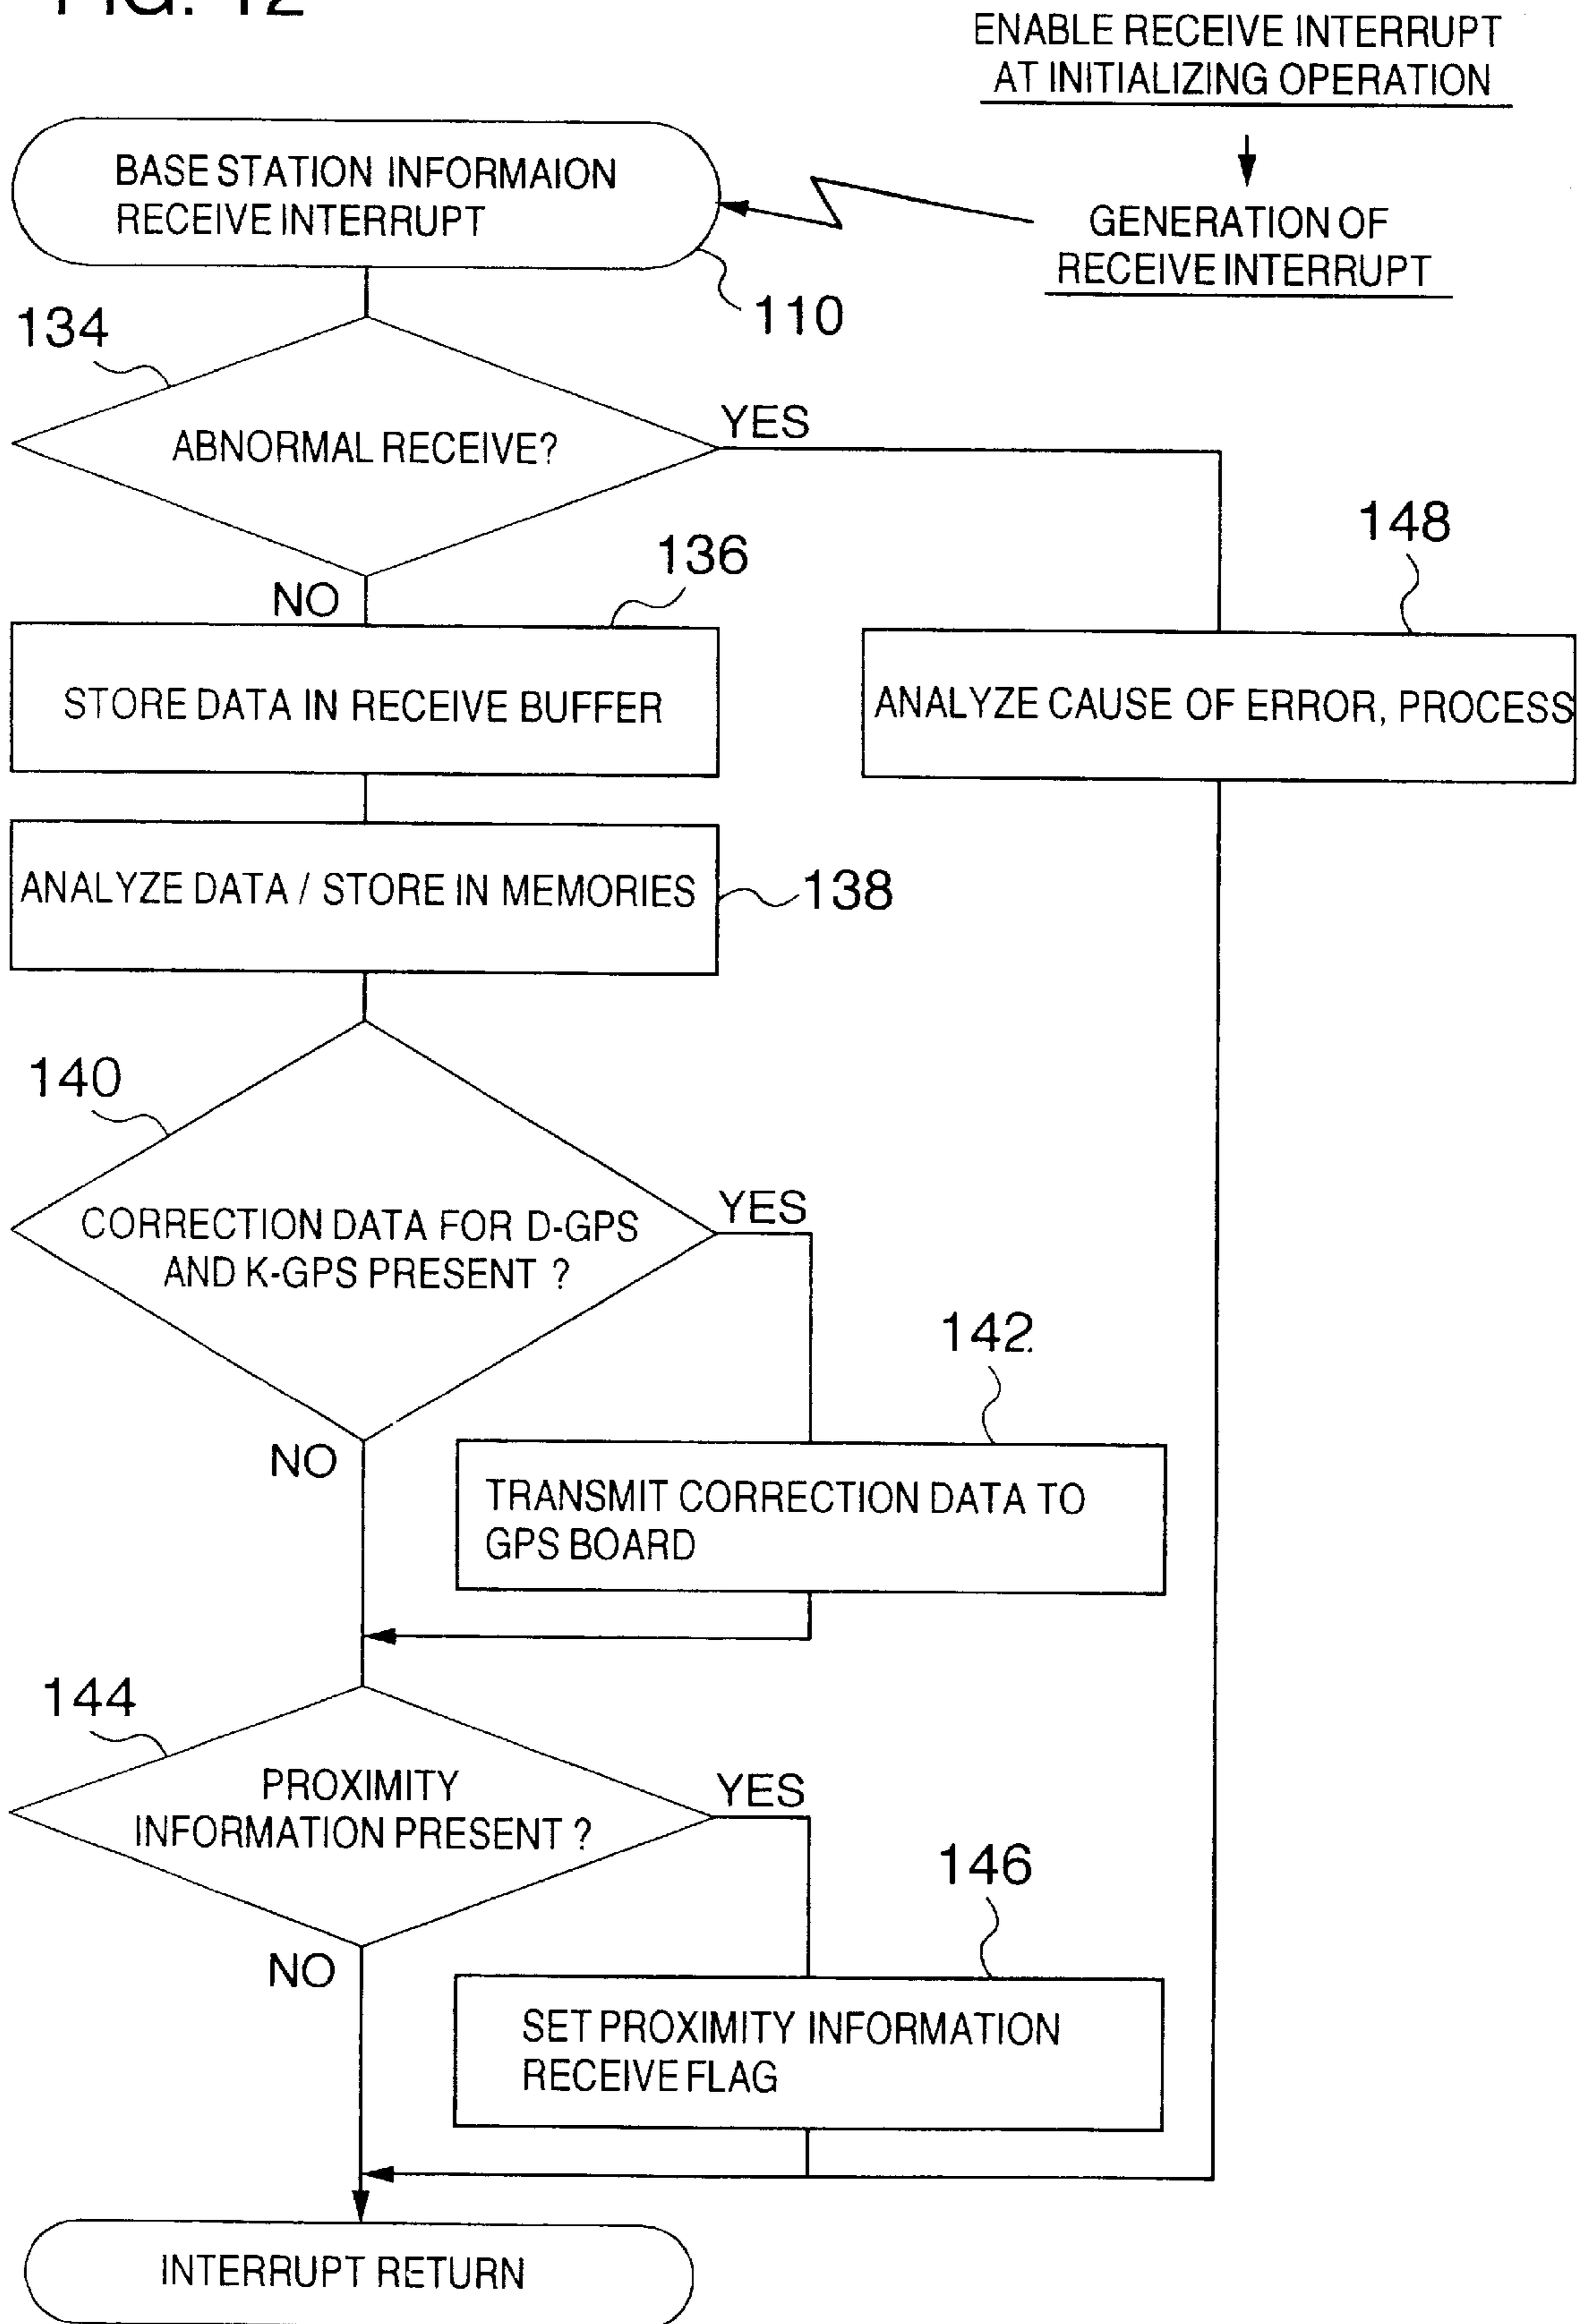 FIG. 12
ENABLE RECEIVE INTERRUPT
AT INITIALIZING OPERATION
GENERATION OF
RECEIVE INTERRUPT
BASE STATION INFORMAION
RECEIVE INTERRUPT
110
134
ABNORMAL RECEIVE?
YES
NO
136
STORE DATA IN RECEIVE BUFFER
148
ANALYZE CAUSE OF ERROR, PROCESS
ANALYZE DATA / STORE IN MEMORIES
138
140
CORRECTION DATA FOR D-GPS
AND K-GPS PRESENT ?
YES
NO
142
TRANSMIT CORRECTION DATA TO
GPS BOARD
144
PROXIMITY
INFORMATION PRESENT ?
YES
NO
146
SET PROXIMITY INFORMATION
RECEIVE FLAG
INTERRUPT RETURN